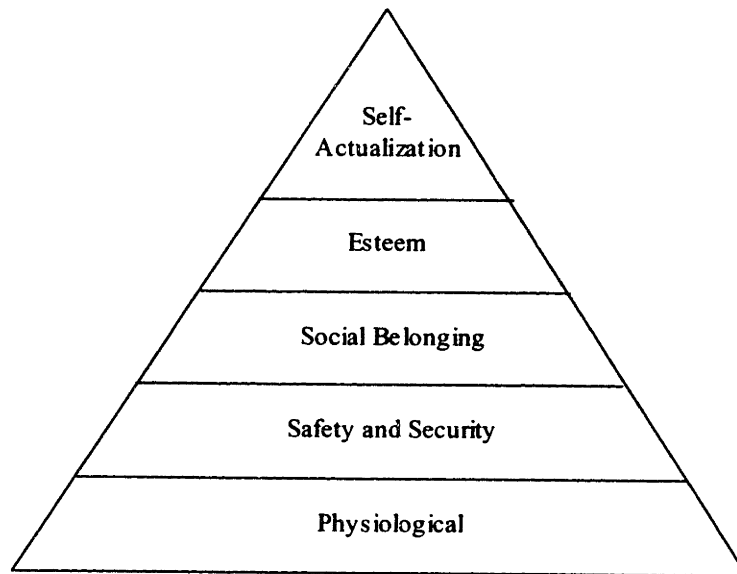 Self-
Actualization
Esteem
Social Belonging
Safety and Security
Physiological